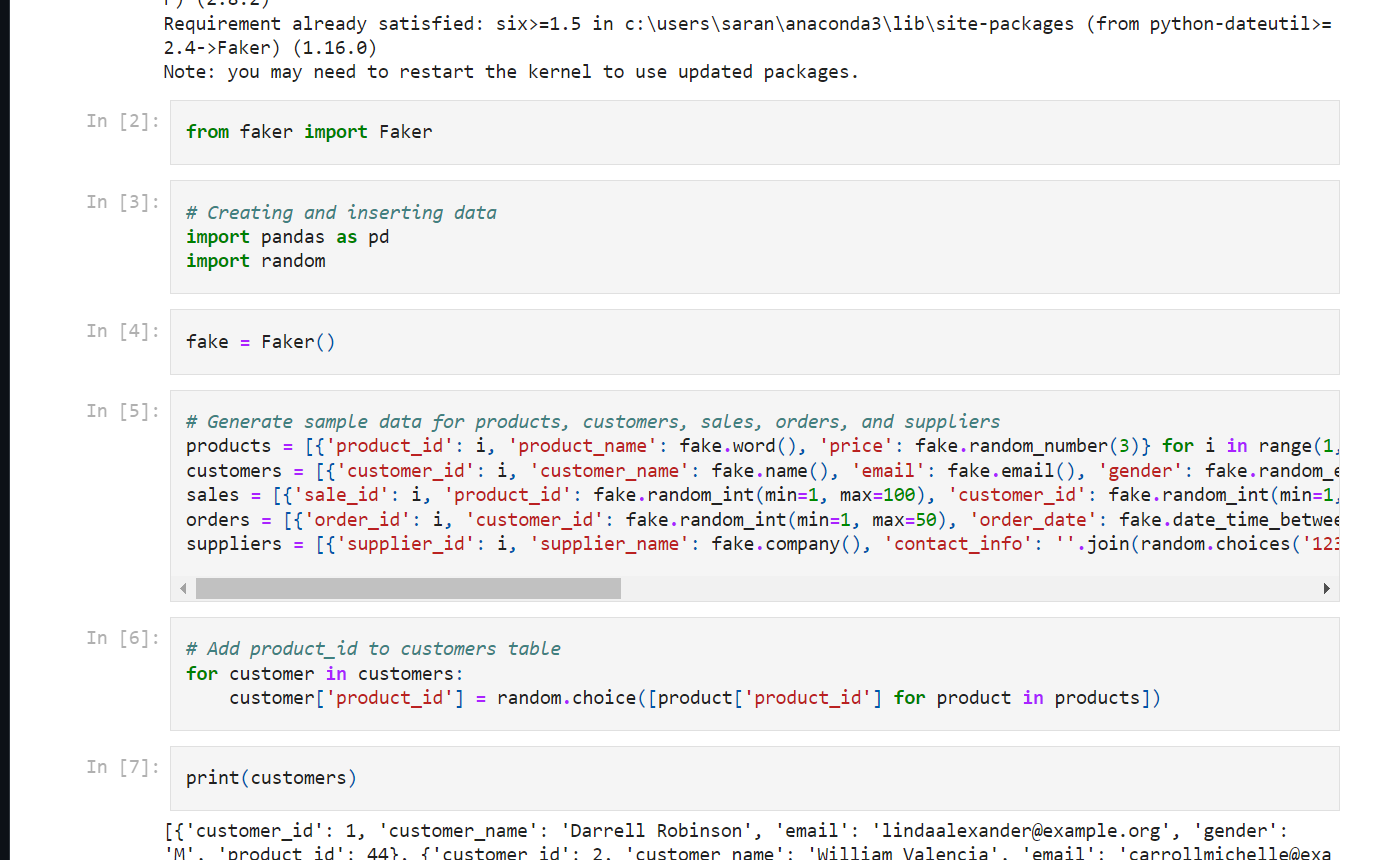 r) (2.8.2)
Requirement already satisfied: six>=1.5 in c:\users\saran\anaconda3\lib\site-packages (from python-dateutil>=
2.4->Faker) (1.16.0)
Note: you may need to restart the kernel to use updated packages.
In [2]:
from faker import Faker
In [3]:
# Creating and inserting data
import pandas as pd
import random
In [4]:
fake = Faker()
In [5]:
# Generate sample data for products, customers, sales, orders, and suppliers
products = [{'product_id': i, 'product_name': fake.word(), 'price': fake.random_number(3)} for i in range(1,
customers = [{'customer_id': i, 'customer_name': fake.name(), 'email': fake.email(), 'gender': fake.random_e
sales = [{'sale_id': i, 'product_id': fake.random_int(min=1, max=100), 'customer_id': fake.random_int(min=1,
orders = [{'order_id': i, 'customer_id': fake.random_int(min=1, max=50), 'order_date': fake.date_time_betwee
suppliers = [{'supplier_id': i, 'supplier_name': fake.company(), 'contact_info': ''.join(random.choices('123
In [6]:
# Add product_id to customers table
for customer in customers:
    customer['product_id'] = random.choice([product['product_id'] for product in products])
In [7]:
print(customers)
[{'customer_id': 1, 'customer_name': 'Darrell Robinson', 'email': 'lindaalexander@example.org', 'gender':
'M', 'product_id': 44}, {'customer_id': 2, 'customer_name': 'William Valencia', 'email': 'carrollmichelle@exa